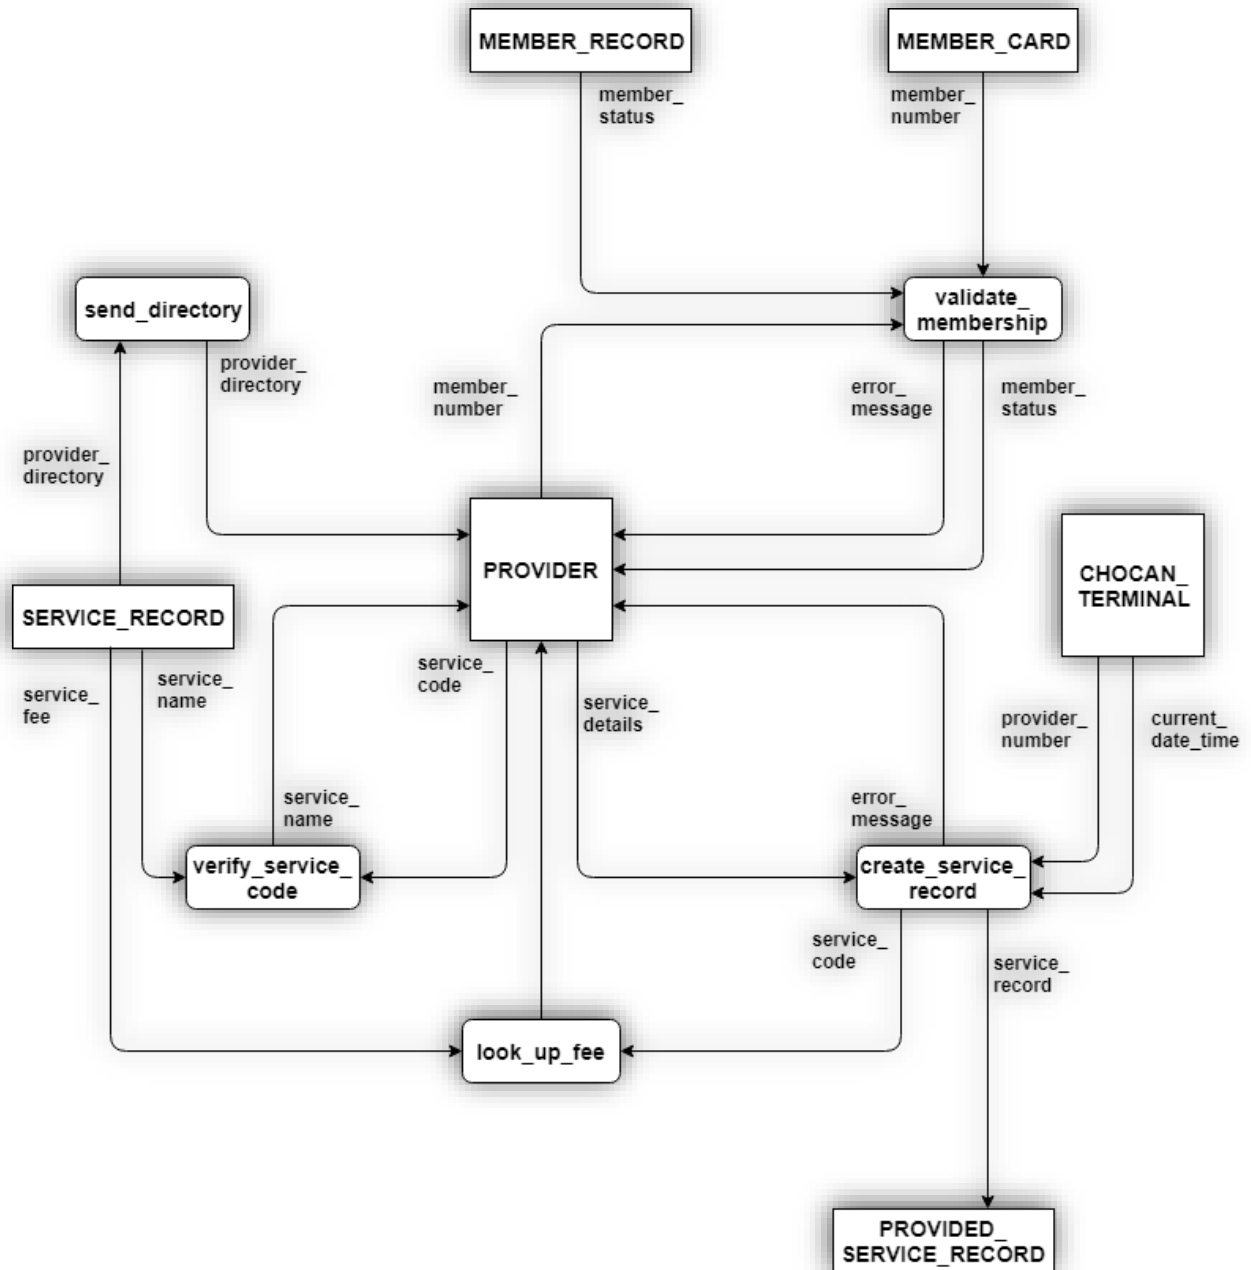 MEMBER_RECORD
MEMBER_CARD
member_
status
member_
number
send_directory
validate_
membership
provider_
directory
member_
number
error_
message
member_
status
provider_
directory
PROVIDER
CHOCAN_
TERMINAL
SERVICE_RECORD
service_
fee
service_
name
service_
code
service_
details
provider_
number
current_
date_time
service_
name
error_
message
verify_service_
code
create_service_
record
service_
code
service_
record
look_up_fee
PROVIDED_
SERVICE_RECORD